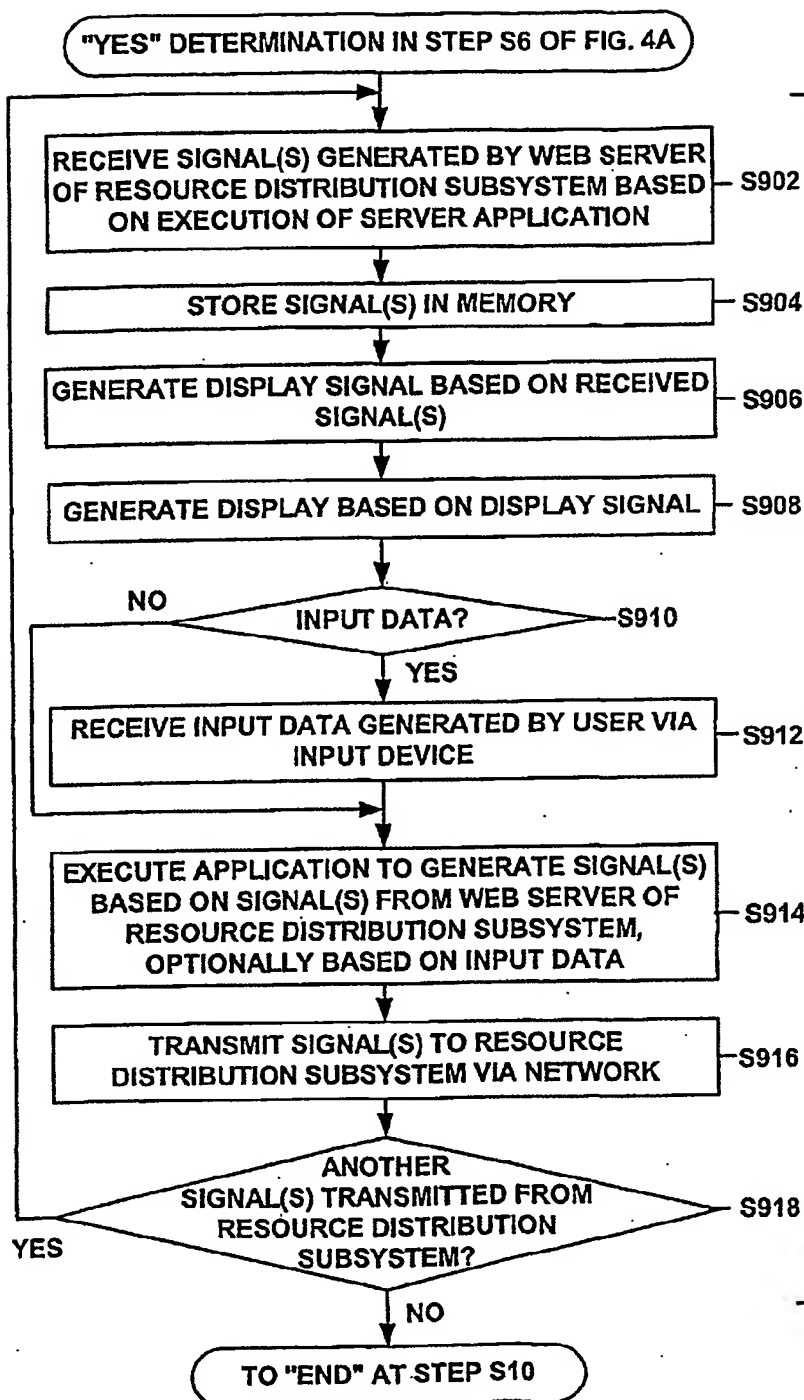 "YES" DETERMINATION IN STEP S6 OF FIG. 4A
RECEIVE SIGNAL(S) GENERATED BY WEB SERVER
OF RESOURCE DISTRIBUTION SUBSYSTEM BASED
ON EXECUTION OF SERVER APPLICATION
S902
STORE SIGNAL(S) IN MEMORY
S904
GENERATE DISPLAY SIGNAL BASED ON RECEIVED
SIGNAL(S)
S906
GENERATE DISPLAY BASED ON DISPLAY SIGNAL
S908
NO
INPUT DATA?
S910
YES
RECEIVE INPUT DATA GENERATED BY USER VIA
INPUT DEVICE
S912
EXECUTE APPLICATION TO GENERATE SIGNAL(S)
BASED ON SIGNAL(S) FROM WEB SERVER OF
RESOURCE DISTRIBUTION SUBSYSTEM,
OPTIONALLY BASED ON INPUT DATA
S914
TRANSMIT SIGNAL(S) TO RESOURCE
DISTRIBUTION SUBSYSTEM VIA NETWORK
S916
ANOTHER
SIGNAL(S) TRANSMITTED FROM
RESOURCE DISTRIBUTION
SUBSYSTEM?
S918
YES
NO
TO "END" AT STEP S10